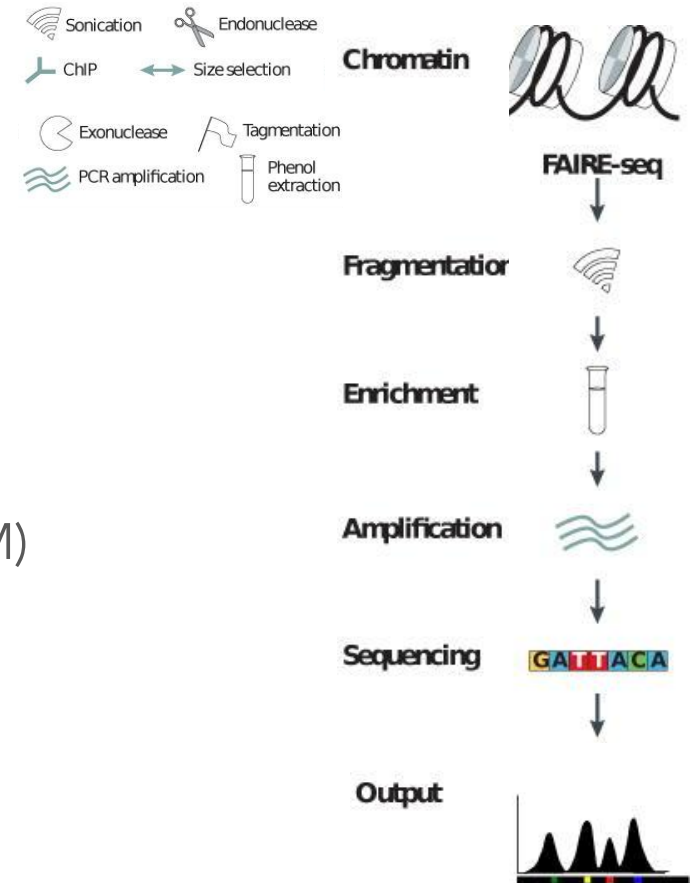 Sonication
Endonuclease
ChIP
Size selection
Exonuclease
Tagmentation
PCR amplification
Phenol
extraction
Chromatin
FAIRE-seq
Fragmentatior
Enrichment
M)
Amplification
Sequencing
GATTACA
Output